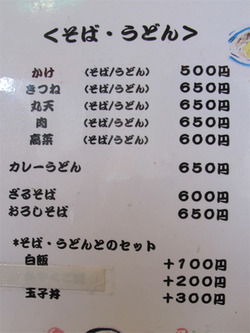 ＜そば・うどん＞
かけ （そば/うどん） 500円
きつね （そば/うどん） 650円
丸天 （そば/うどん） 650円
肉 （そば/うどん） 650円
高菜 （そば/うどん） 600円
カレーうどん 650円
ざるそば 600円
おろしそば 650円
*そば・うどんとのセット
白飯 ＋100円
＋200円
玉子丼 ＋300円